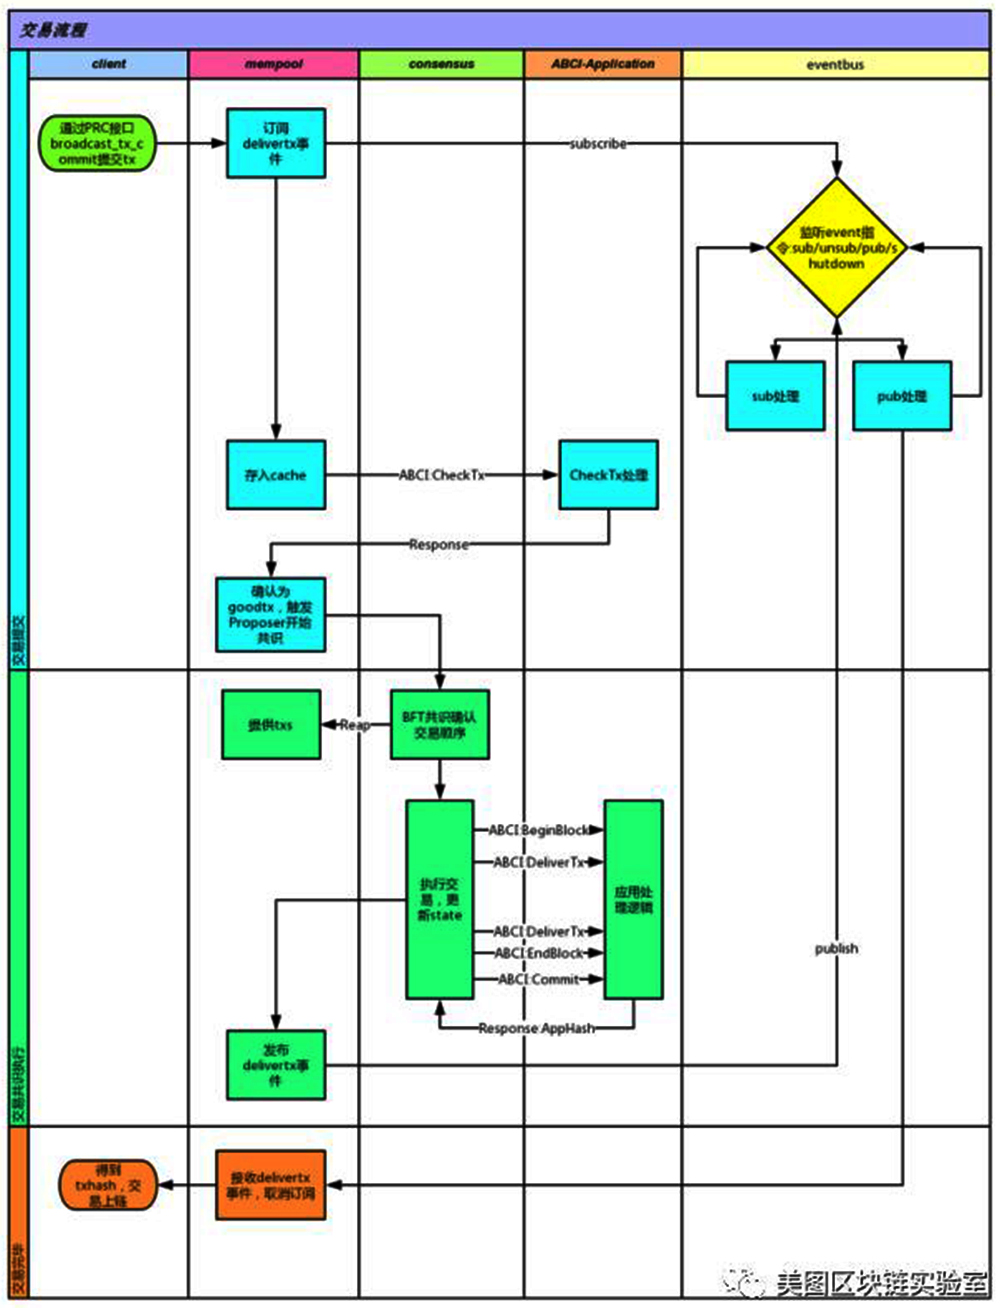 交易流程
client
mempool
consensus
ABCI-Application
eventbus
交易提交
通过PRC接口
broadcast_tx_c
ommit提交tx
订阅
delivertx事
件
subscribe
监听event指
令:sub/unsub/pub/s
hutdown
sub处理
pub处理
存入cache
ABCI:CheckTx
CheckTx处理
Response
确认为
goodtx，触发
Proposer开始
共识
交易共识执行
提供txs
Reap
BFT共识确认
交易顺序
ABCI:BeginBlock
ABCI:DeliverTx
执行交
易，更
新state
应用处
理逻辑
ABCI:DeliverTx
ABCI:EndBlock
ABCI:Commit
publish
Response:AppHash
发布
delivertx事
件
交易完毕
得到
txhash，交
易上链
接收delivertx
事件，取消订阅
美图区块链实验室